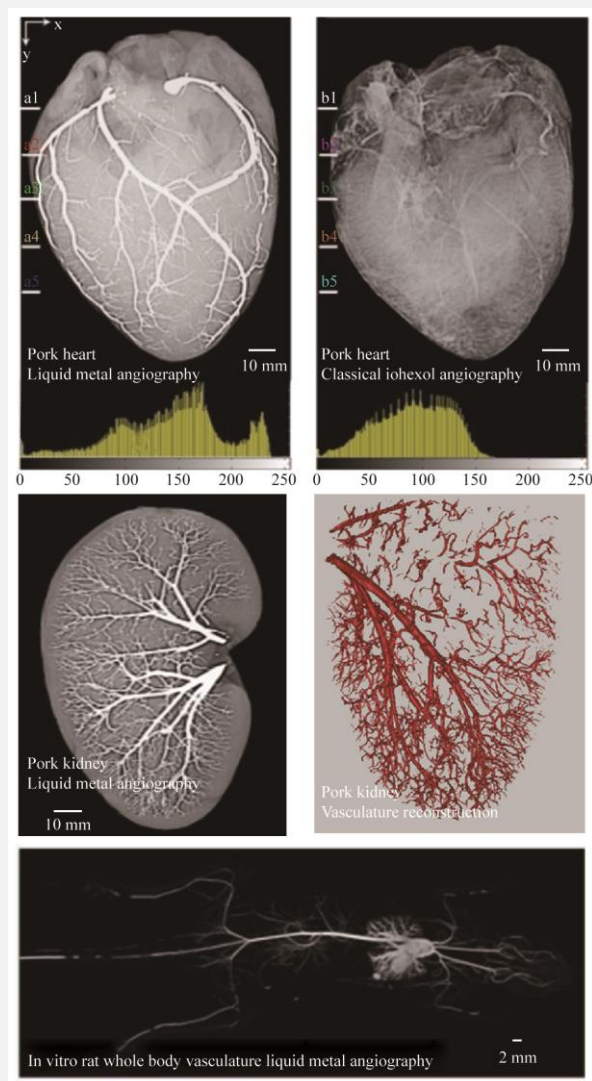 x
y
a1
a2
a3
a4
a5
Pork heart
Liquid metal angiography
10 mm
0 50 100 150 200 250
b1
b2
b3
b4
b5
Pork heart
Classical iohexol angiography
10 mm
0 50 100 150 200 250
Pork kidney
Liquid metal angiography
10 mm
Pork kidney
Vasculature reconstruction
In vitro rat whole body vasculature liquid metal angiography
2 mm